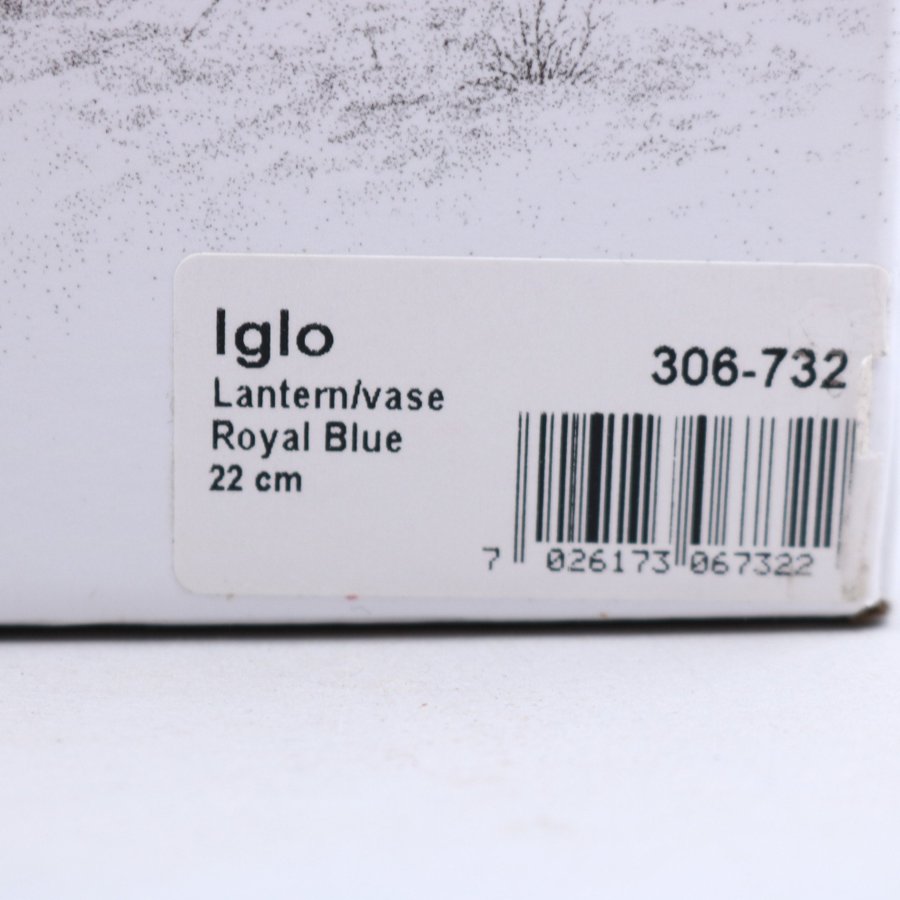 Iglo
Lantern/vase
Royal Blue
22 cm
306-732
7 026173 067322